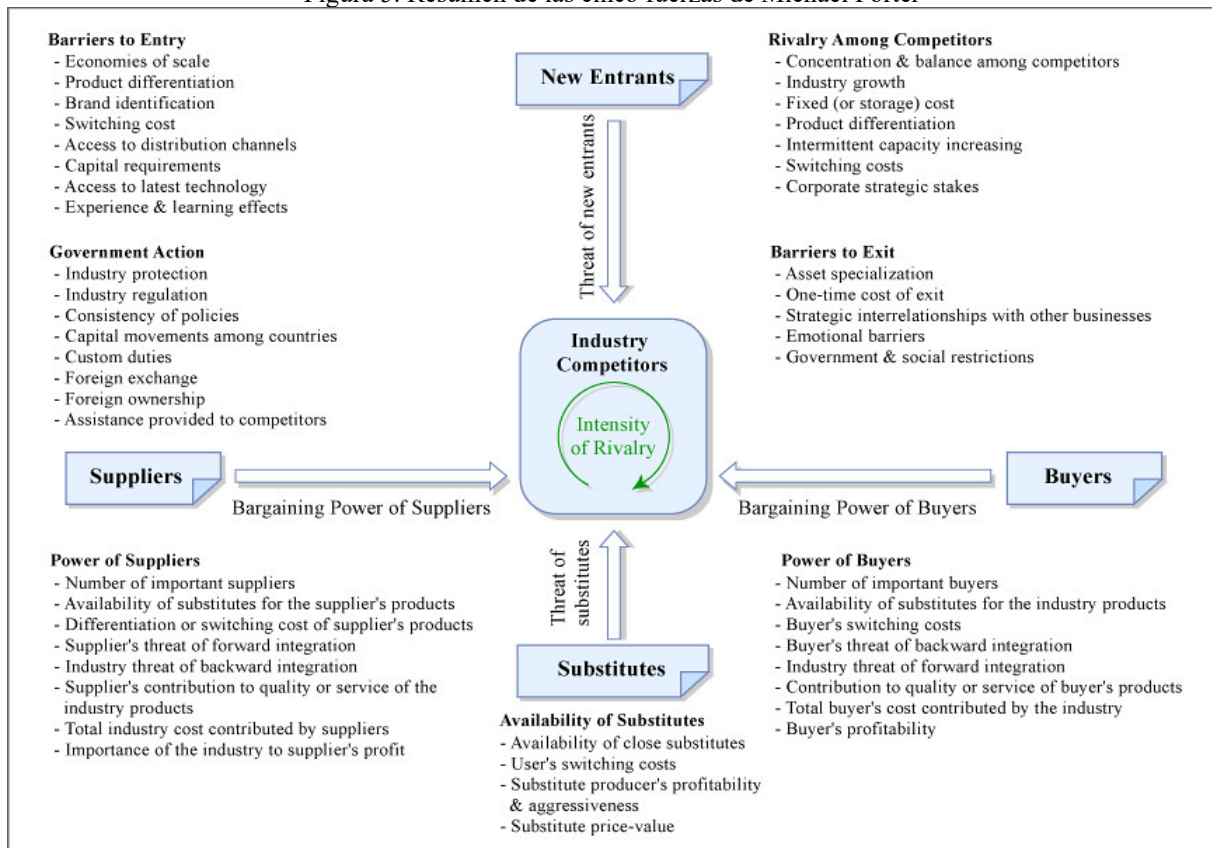 Figura 3. Resumen de las cinco fuerzas de Michael Porter
Barriers to Entry
- Economies of scale
- Product differentiation
- Brand identification
- Switching cost
- Access to distribution channels
- Capital requirements
- Access to latest technology
- Experience & learning effects
New Entrants
Rivalry Among Competitors
- Concentration & balance among competitors
- Industry growth
- Fixed (or storage) cost
- Product differentiation
- Intermittent capacity increasing
- Switching costs
- Corporate strategic stakes
Threat of new entrants
Government Action
- Industry protection
- Industry regulation
- Consistency of policies
- Capital movements among countries
- Custom duties
- Foreign exchange
- Foreign ownership
- Assistance provided to competitors
Barriers to Exit
- Asset specialization
- One-time cost of exit
- Strategic interrelationships with other businesses
- Emotional barriers
- Government & social restrictions
Industry
Competitors
Intensity
of Rivalry
Suppliers
Bargaining Power of Suppliers
Buyers
Bargaining Power of Buyers
Power of Suppliers
- Number of important suppliers
- Availability of substitutes for the supplier's products
- Differentiation or switching cost of supplier's products
- Supplier's threat of forward integration
- Industry threat of backward integration
- Supplier's contribution to quality or service of the
industry products
- Total industry cost contributed by suppliers
- Importance of the industry to supplier's profit
Threat of
substitutes
Substitutes
Availability of Substitutes
- Availability of close substitutes
- User's switching costs
- Substitute producer's profitability
& aggressiveness
- Substitute price-value
Power of Buyers
- Number of important buyers
- Availability of substitutes for the industry products
- Buyer's switching costs
- Buyer's threat of backward integration
- Industry threat of forward integration
- Contribution to quality or service of buyer's products
- Total buyer's cost contributed by the industry
- Buyer's profitability